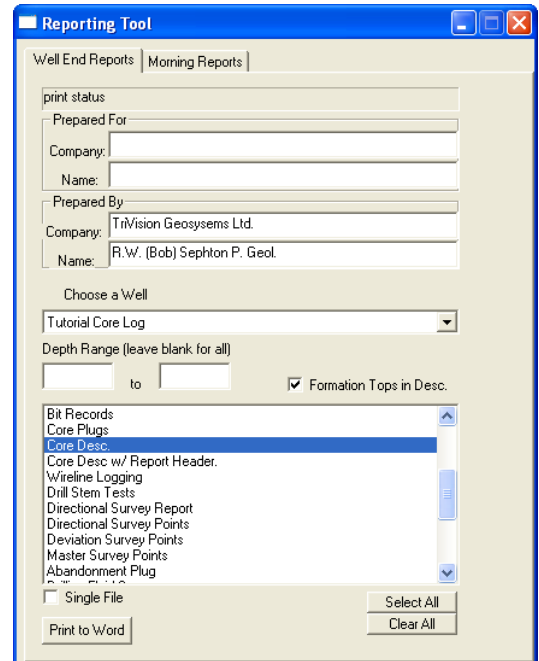 Reporting Tool
Well End Reports Morning Reports
print status
Prepared For
Company:
Name:
Prepared By
Company: TriVision Geosysems Ltd.
Name: R.W. (Bob) Sephton P. Geol.
Choose a Well
Tutorial Core Log
Depth Range (leave blank for all)
to Formation Tops in Desc.
Bit Records
Core Plugs
Core Desc.
Core Desc w/ Report Header.
Wireline Logging
Drill Stem Tests
Directional Survey Report
Directional Survey Points
Deviation Survey Points
Master Survey Points
Abandonment Plug
Single File
Select All
Print to Word
Clear All